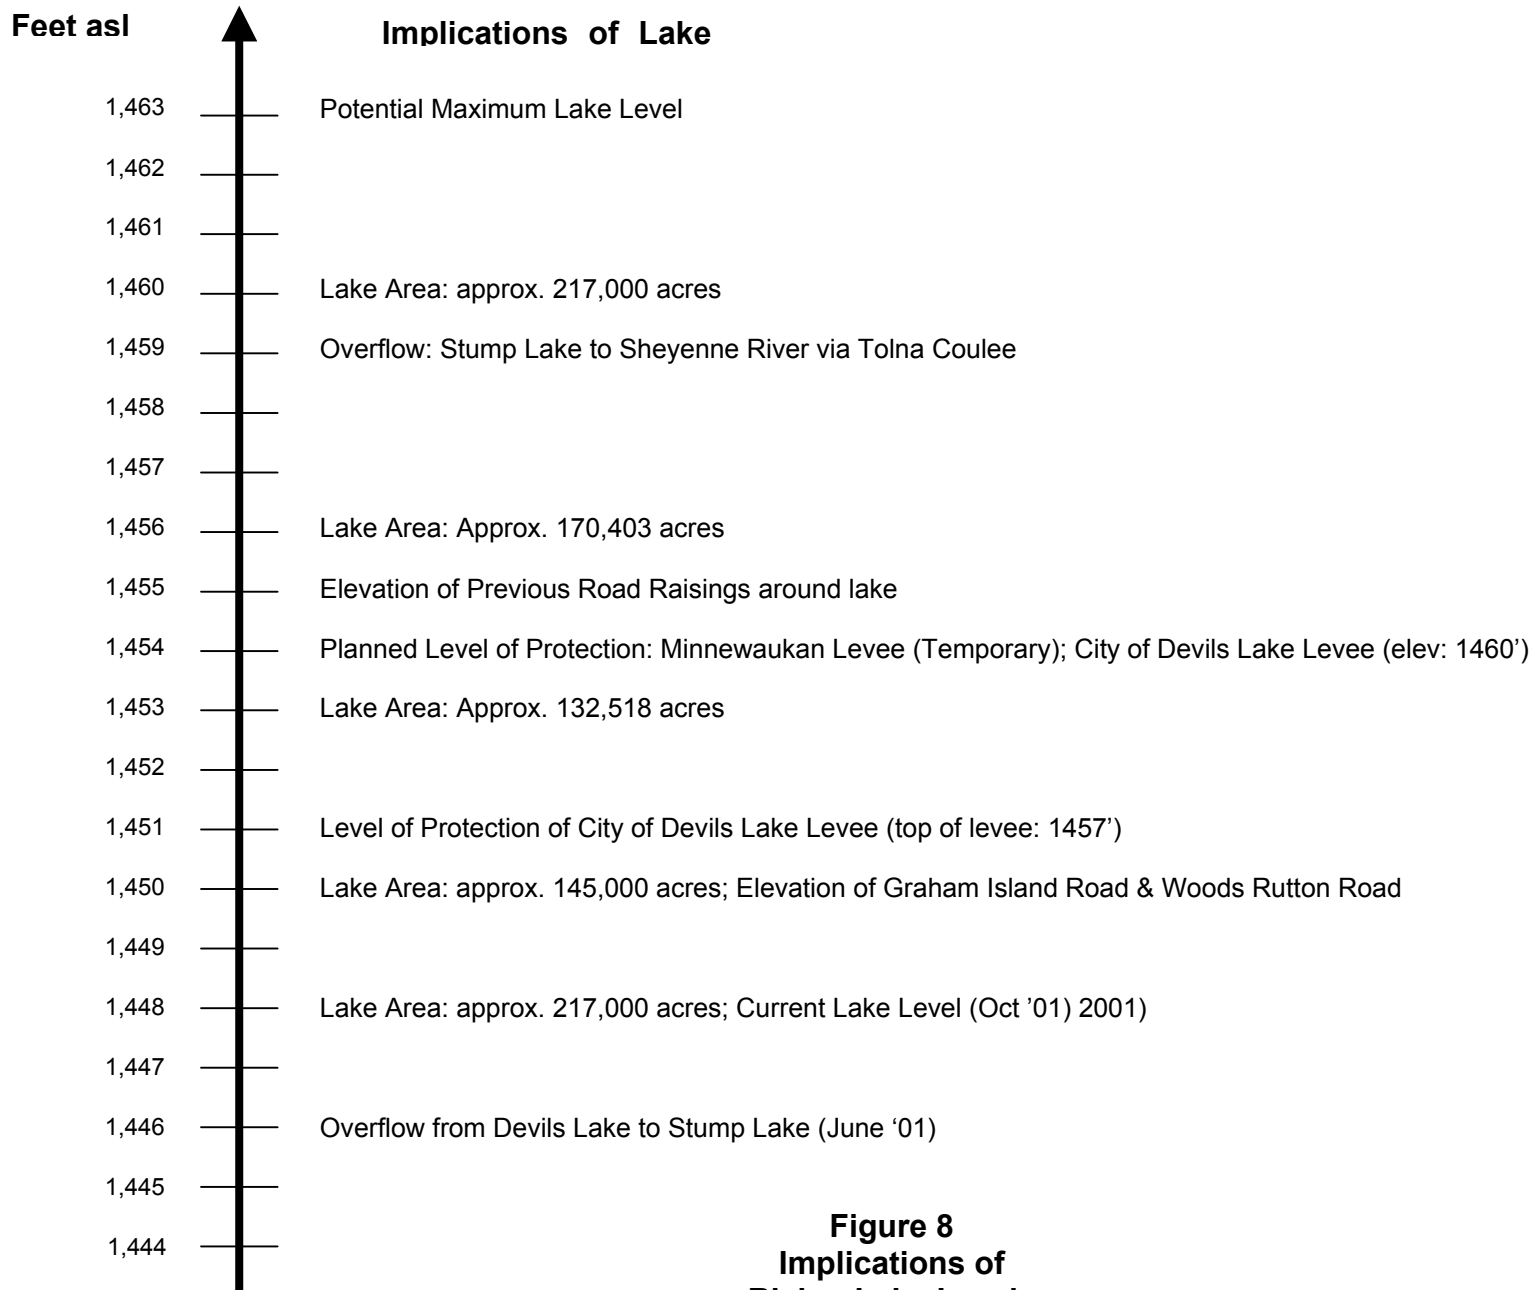 Feet asl
Implications of Lake
1,463 Potential Maximum Lake Level
1,462
1,461
1,460 Lake Area: approx. 217,000 acres
1,459 Overflow: Stump Lake to Sheyenne River via Tolna Coulee
1,458
1,457
1,456 Lake Area: Approx. 170,403 acres
1,455 Elevation of Previous Road Raisings around lake
1,454 Planned Level of Protection: Minnewaukan Levee (Temporary); City of Devils Lake Levee (elev: 1460’)
1,453 Lake Area: Approx. 132,518 acres
1,452
1,451 Level of Protection of City of Devils Lake Levee (top of levee: 1457’)
1,450 Lake Area: approx. 145,000 acres; Elevation of Graham Island Road & Woods Rutton Road
1,449
1,448 Lake Area: approx. 217,000 acres; Current Lake Level (Oct ’01) 2001)
1,447
1,446 Overflow from Devils Lake to Stump Lake (June ‘01)
1,445
1,444
Figure 8
Implications of